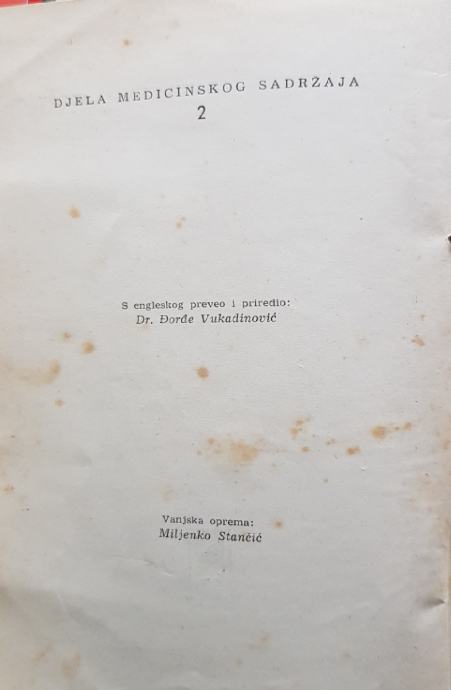 DJELA MEDICINSKOG SADRŽAJA
2
S engleskog preveo i priredio:
Dr. Đorđe Vukadinović
Vanjska oprema:
Miljenko Stančić